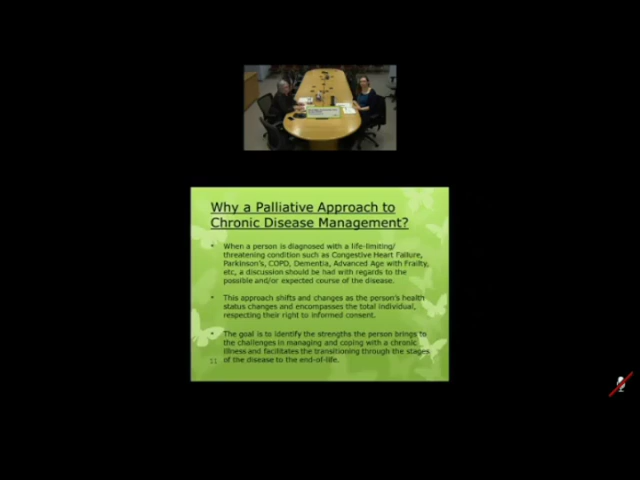 Why a Palliative Approach to
Chronic Disease Management?
When a person is diagnosed with a life-limiting/
threatening condition such as Congestive Heart Failure,
Parkinson's, COPD, Dementia, Advanced Age with Frailty,
etc, a discussion should be had with regards to the
possible and/or expected course of the disease.
This approach shifts and changes as the person's health
status changes and encompasses the total individual,
respecting their right to informed consent.
The goal is to identify the strengths the person brings to
the challenges in managing and coping with a chronic
illness and facilitates the transitioning through the stages
11 of the disease to the end-of-life.